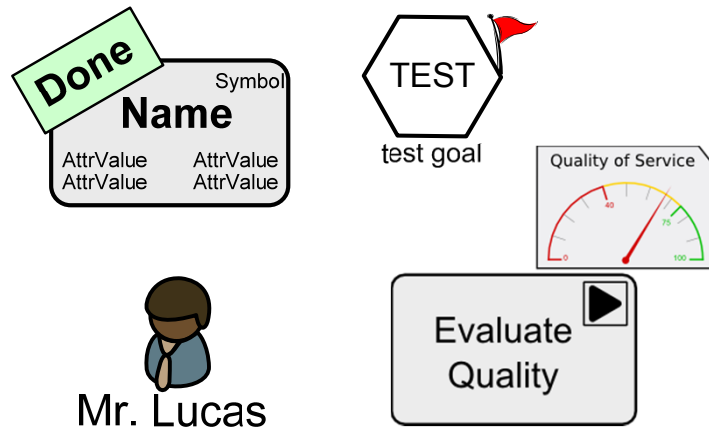 Done
Symbol
Name
AttrValue AttrValue
AttrValue AttrValue
TEST
test goal
Quality of Service
0 40 75 100
Evaluate
Quality
Mr. Lucas